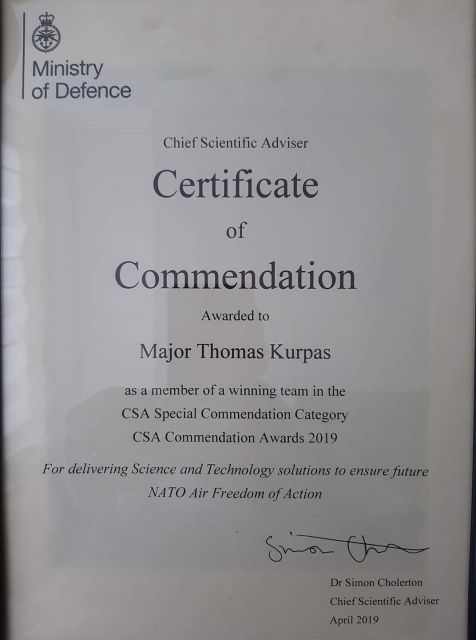 Ministry
of Defence
Chief Scientific Adviser
Certificate
of
Commendation
Awarded to
Major Thomas Kurpas
as a member of a winning team in the
CSA Special Commendation Category
CSA Commendation Awards 2019
For delivering Science and Technology solutions to ensure future
NATO Air Freedom of Action
Dr Simon Cholerton
Chief Scientific Adviser
April 2019